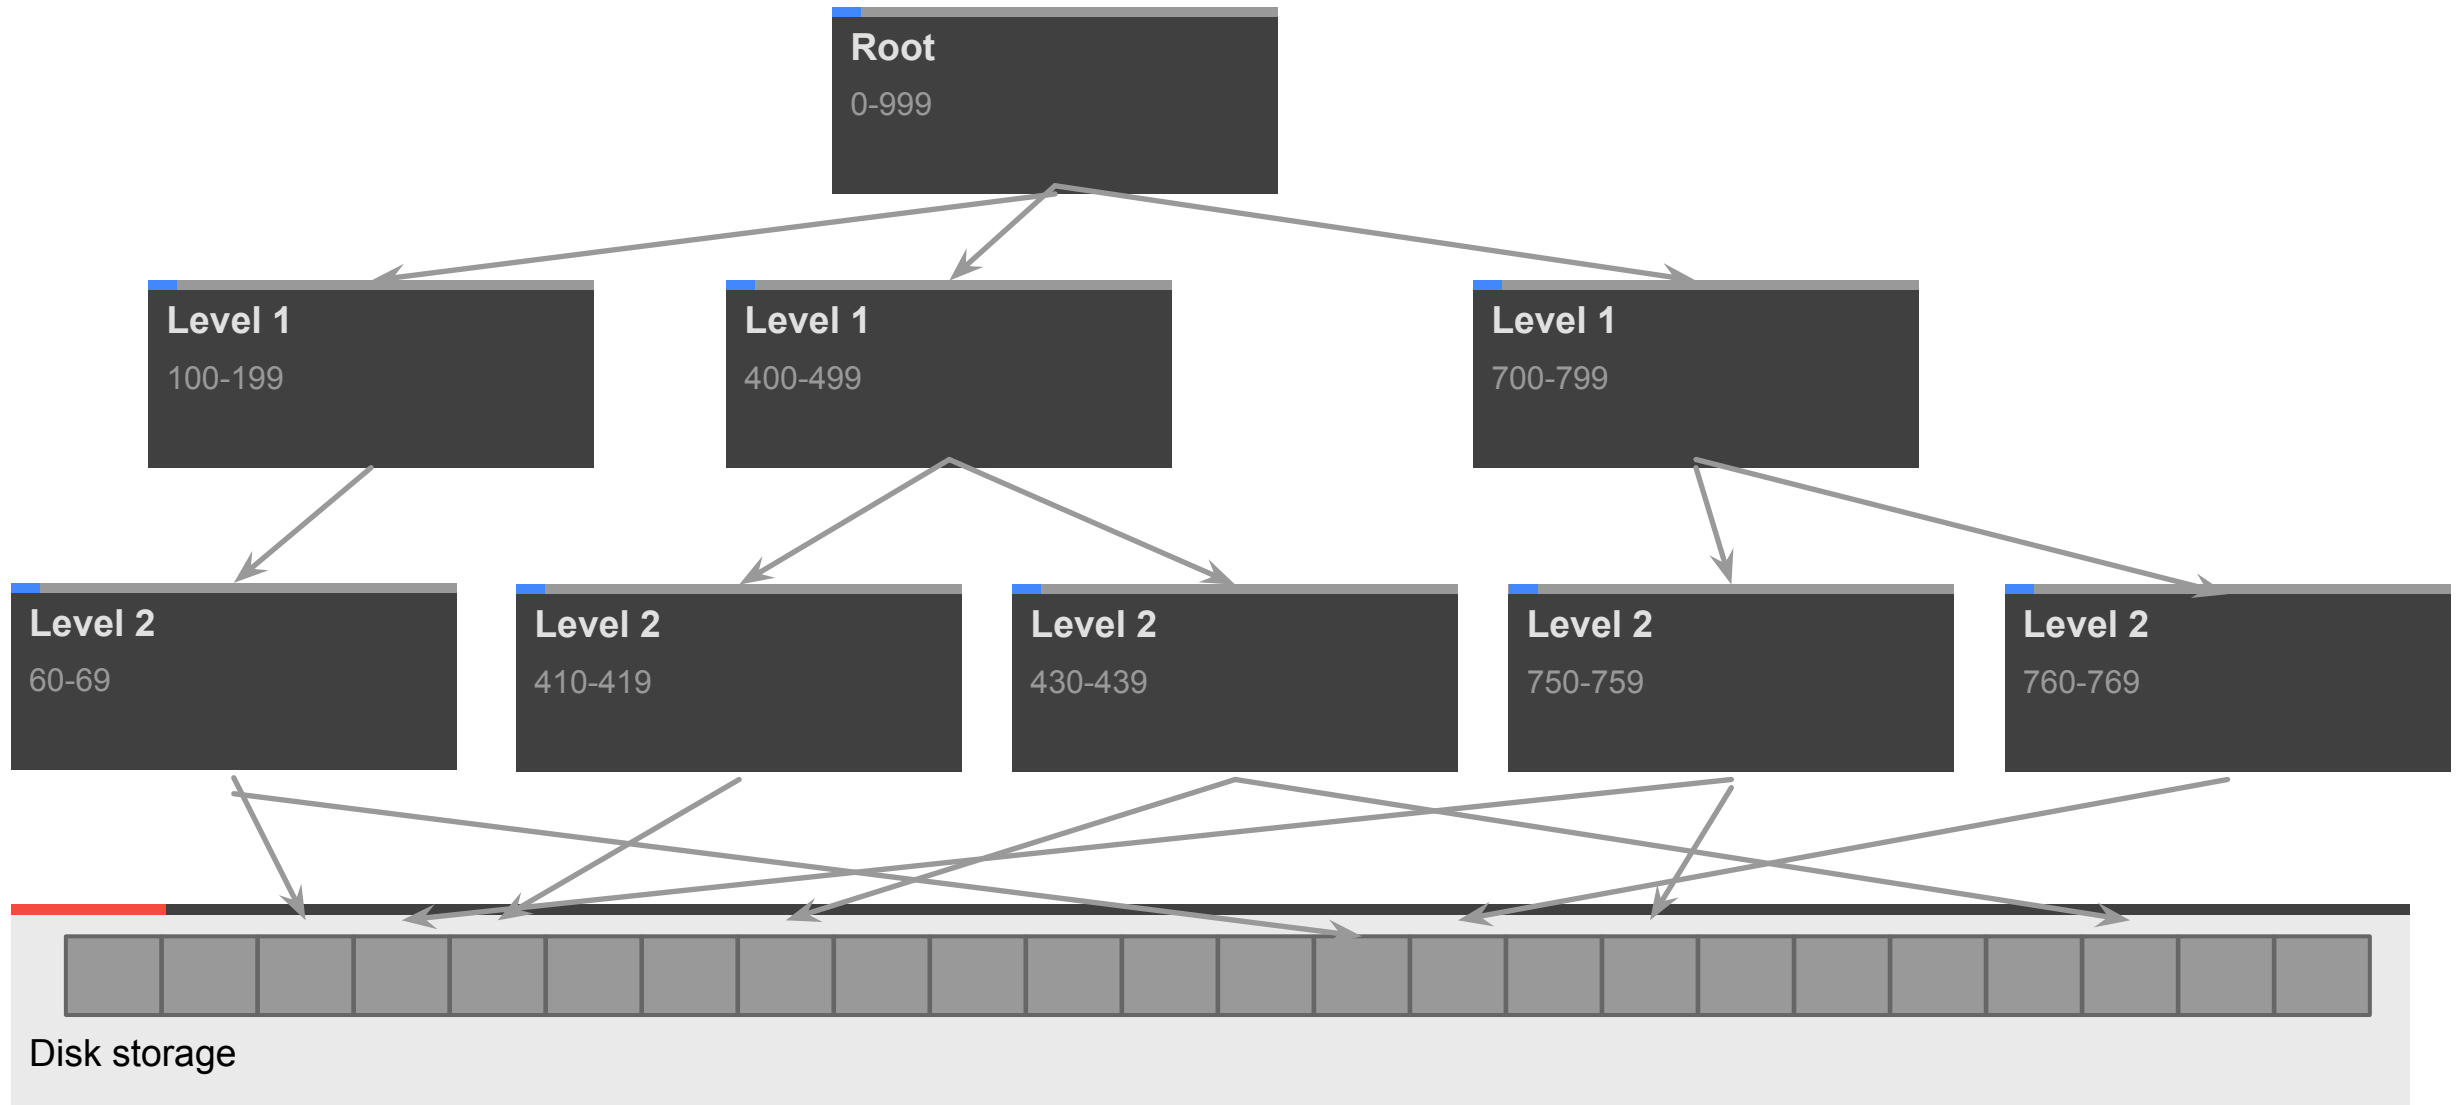 Root
0-999
Level 1
100-199
Level 1
400-499
Level 1
700-799
Level 2
60-69
Level 2
410-419
Level 2
430-439
Level 2
750-759
Level 2
760-769
Disk storage